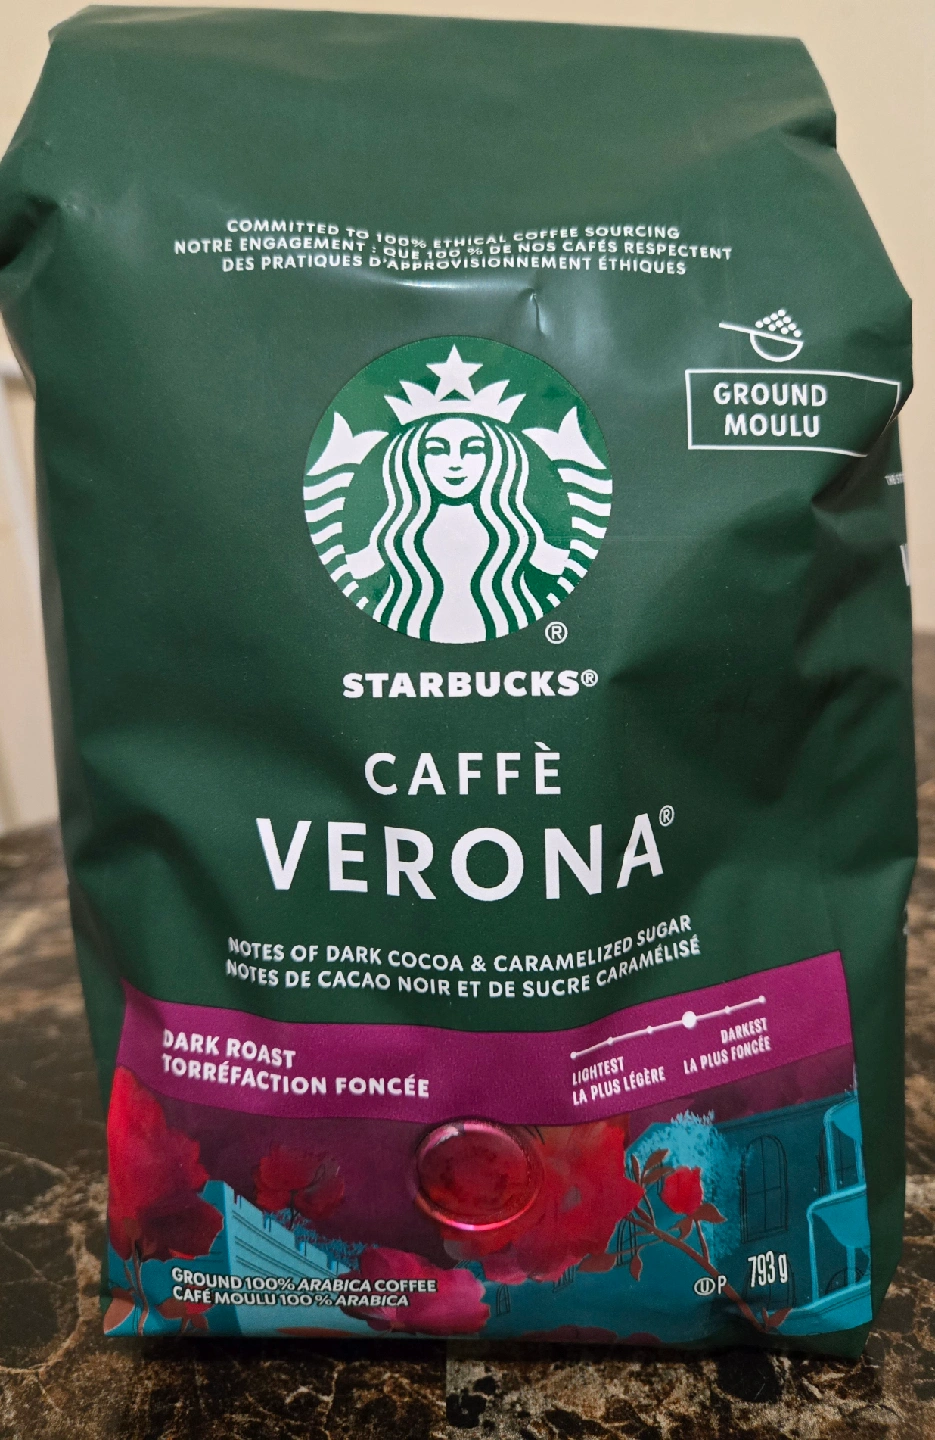 COMMITTED TO 100% ETHICAL COFFEE SOURCING
NOTRE ENGAGEMENT : QUE 100 % DE NOS CAFÉS RESPECTENT
DES PRATIQUES D'APPROVISIONNEMENT ÉTHIQUES
GROUND
MOULU
®
STARBUCKS®
CAFFÈ
VERONA®
NOTES OF DARK COCOA & CARAMELIZED SUGAR
NOTES DE CACAO NOIR ET DE SUCRE CARAMÉLISÉ
DARK ROAST
TORRÉFACTION FONCÉE
LIGHTEST
LA PLUS LÉGÈRE
DARKEST
LA PLUS FONCÉE
GROUND 100% ARABICA COFFEE
CAFÉ MOULU 100 % ARABICA
Ⓤ P
793 g